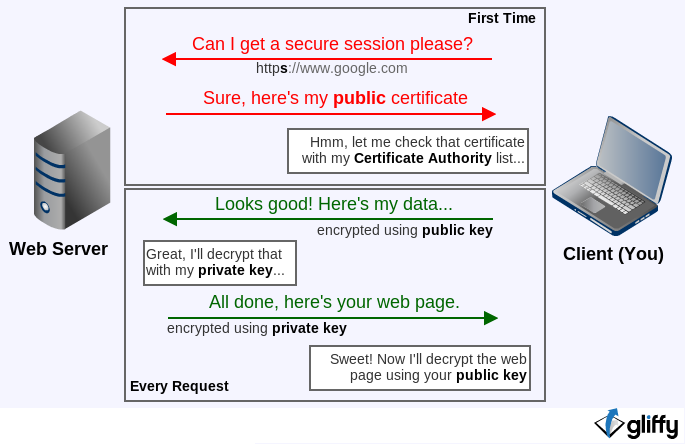 First Time
Can I get a secure session please?
https://www.google.com
Sure, here's my public certificate
Hmm, let me check that certificate
with my Certificate Authority list...
Web Server
Client (You)
Looks good! Here's my data...
encrypted using public key
Great, I'll decrypt that
with my private key...
All done, here's your web page.
encrypted using private key
Sweet! Now I'll decrypt the web
page using your public key
Every Request
gliffy